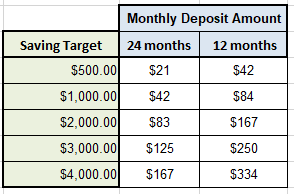 Monthly Deposit Amount
Saving Target 24 months 12 months
$500.00 $21 $42
$1,000.00 $42 $84
$2,000.00 $83 $167
$3,000.00 $125 $250
$4,000.00 $167 $334